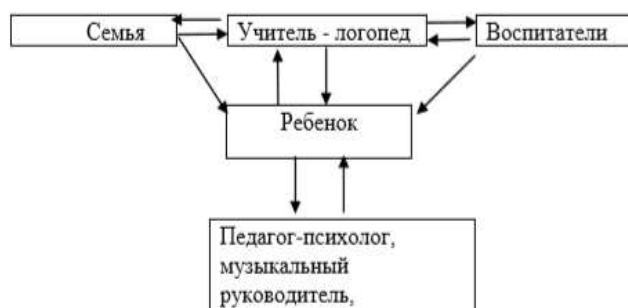 Семья
Учитель - логопед
Воспитатели
Ребенок
Педагог-психолог,
музыкальный
руководитель,